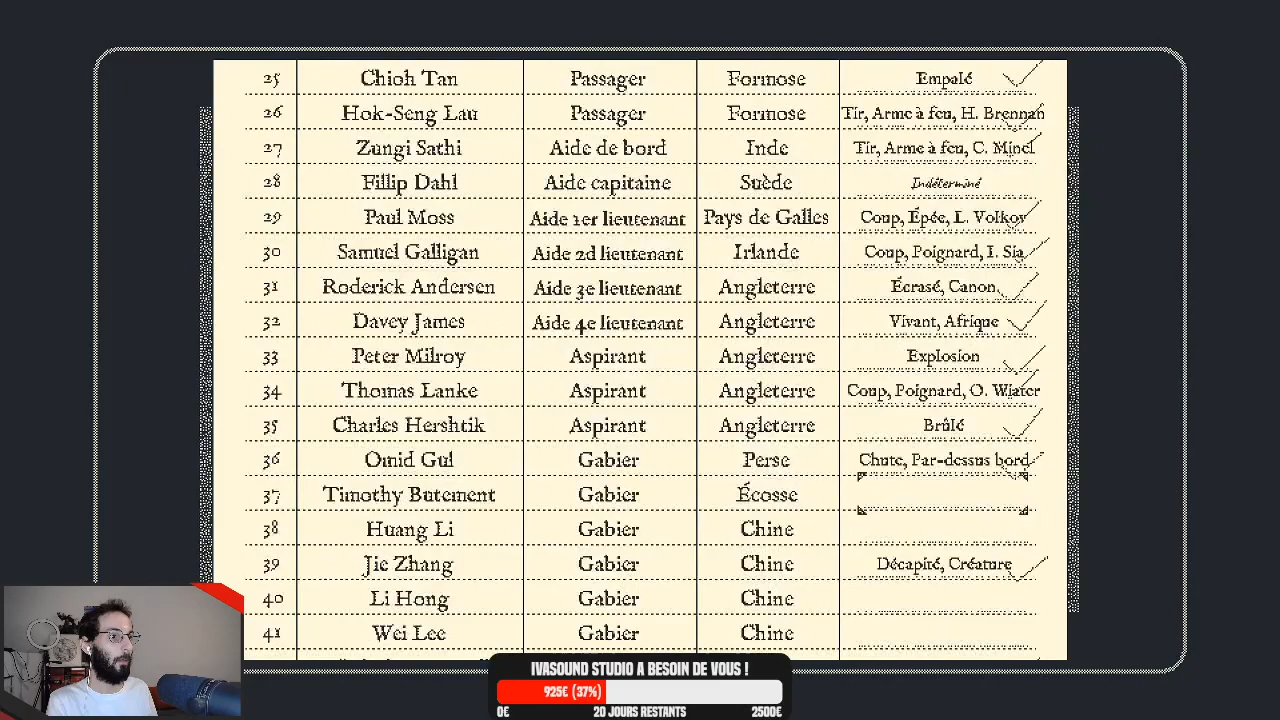 25 Chioh Tan Passager Formose Empalé
26 Hok-Seng Lau Passager Formose Tir, Arme à feu, H. Brennan
27 Zungi Sathi Aide de bord Inde Tir, Arme à feu, C. Miner
28 Fillip Dahl Aide capitaine Suède Indéterminé
29 Paul Moss Aide 1er lieutenant Pays de Galles Coup, Épée, L. Volkov
30 Samuel Galligan Aide 2d lieutenant Irlande Coup, Poignard, I. Sia
31 Roderick Andersen Aide 3e lieutenant Angleterre Écrasé, Canon
32 Davey James Aide 4e lieutenant Angleterre Vivant, Afrique
33 Peter Milroy Aspirant Angleterre Explosion
34 Thomas Lanke Aspirant Angleterre Coup, Poignard, O. Wiater
35 Charles Hershtik Aspirant Angleterre Brûlé
36 Omid Gul Gabier Perse Chute, Par-dessus bord
37 Timothy Butement Gabier Écosse
38 Huang Li Gabier Chine
39 Jie Zhang Gabier Chine Décapité, Créature
40 Li Hong Gabier Chine
41 Wei Lee Gabier Chine
IVASOUND STUDIO A BESOIN DE VOUS !
925€ (37%)
0€ 20 JOURS RESTANTS 2500€